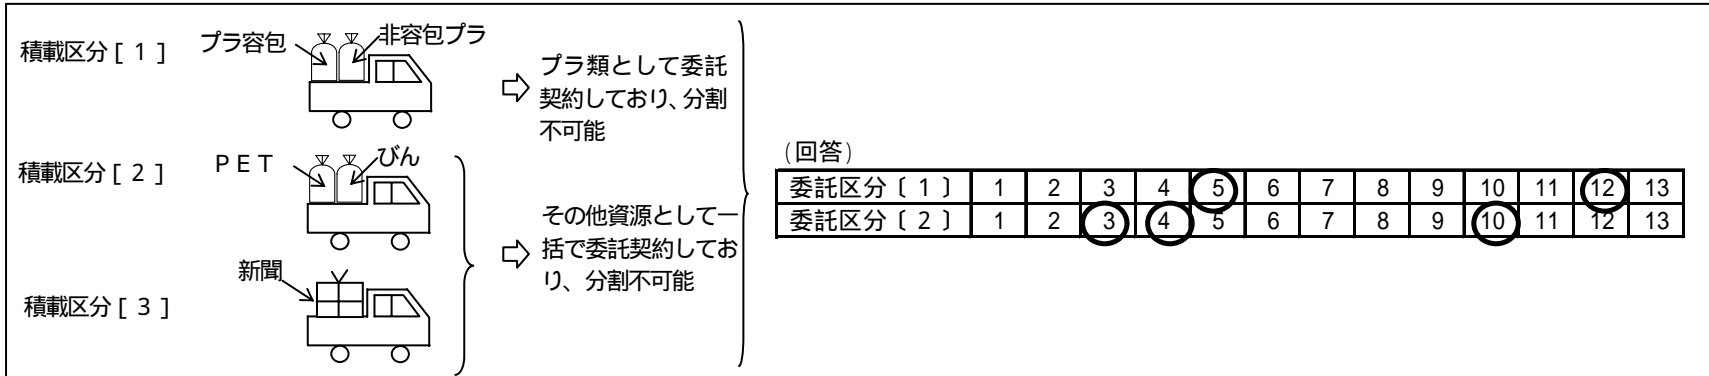 積載区分[1]
プラ容包
非容包プラ
プラ類として委託
契約しており、分割
不可能
積載区分[2]
PET
びん
その他資源として一
括で委託契約してお
り、分割不可能
積載区分[3]
新聞
(回答)
委託区分〔1〕 1 2 3 4 5 6 7 8 9 10 11 12 13
委託区分〔2〕 1 2 3 4 5 6 7 8 9 10 11 12 13